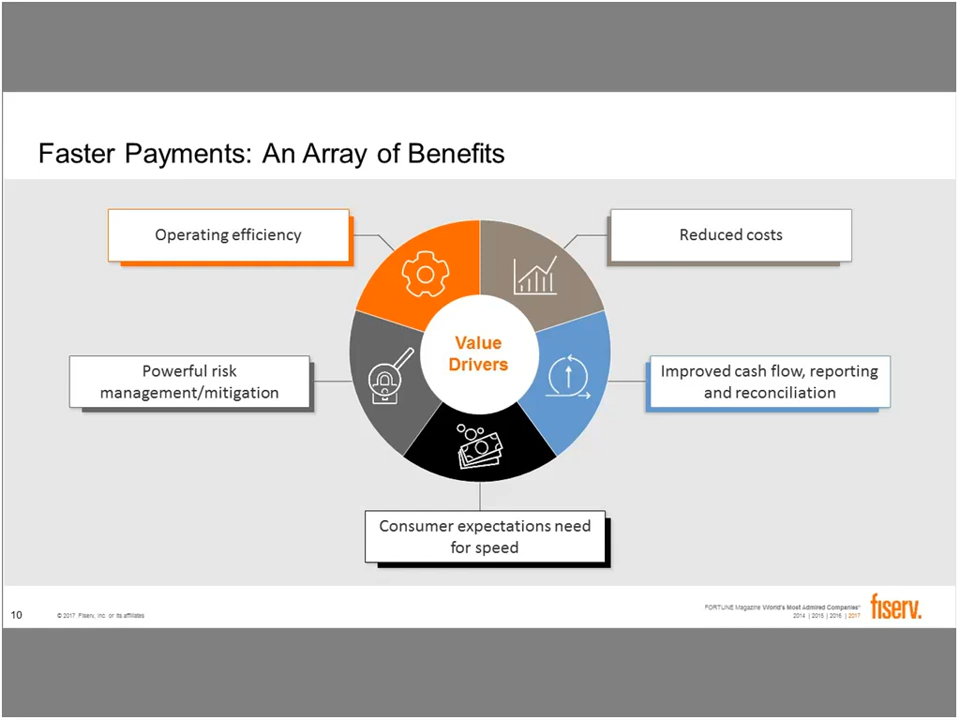 Faster Payments: An Array of Benefits
Operating efficiency
Reduced costs
Value
Drivers
Powerful risk
management/mitigation
Improved cash flow, reporting
and reconciliation
Consumer expectations need
for speed
10
© 2017 Fiserv, Inc. or its affiliates
FORTUNE Magazine World's Most Admired Companies®
2014 | 2015 | 2016 | 2017
fiserv.